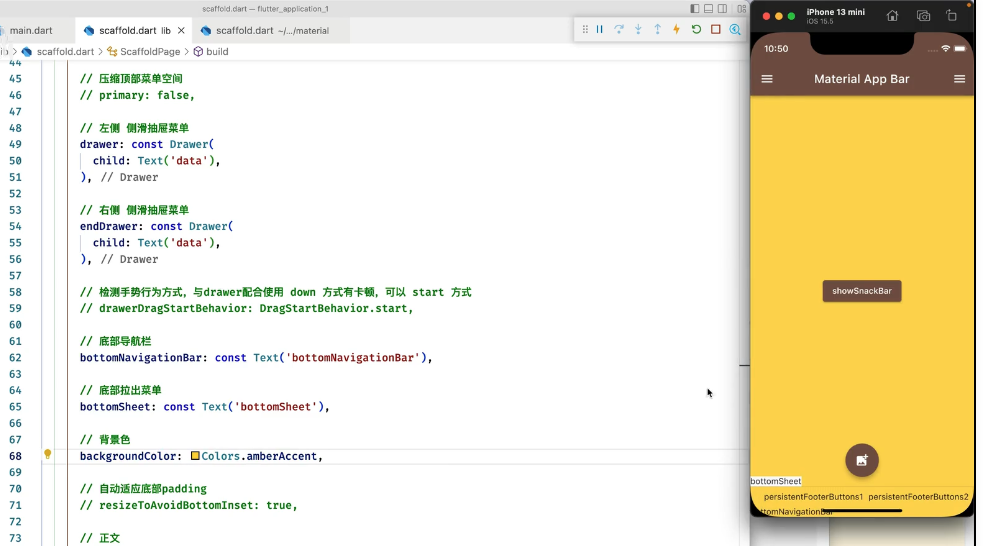 scaffold.dart — flutter_application_1
main.dart
scaffold.dart lib
scaffold.dart ~/.../material
scaffold.dart > ScaffoldPage > build
44
45 // 压缩顶部菜单空间
46 // primary: false,
47
48 // 左侧 侧滑抽屉菜单
49 drawer: const Drawer(
50 child: Text('data'),
51 ), // Drawer
52
53 // 右侧 侧滑抽屉菜单
54 endDrawer: const Drawer(
55 child: Text('data'),
56 ), // Drawer
57
58 // 检测手势行为方式，与drawer配合使用 down 方式有卡顿，可以 start 方式
59 // drawerDragStartBehavior: DragStartBehavior.start,
60
61 // 底部导航栏
62 bottomNavigationBar: const Text('bottomNavigationBar'),
63
64 // 底部拉出菜单
65 bottomSheet: const Text('bottomSheet'),
66
67 // 背景色
68 backgroundColor: Colors.amberAccent,
69
70 // 自动适应底部padding
71 // resizeToAvoidBottomInset: true,
72
73 // 正文
iPhone 13 mini
iOS 15.5
10:50
Material App Bar
showSnackBar
bottomSheet
persistentFooterButtons1 persistentFooterButtons2
ttomNavigationBar